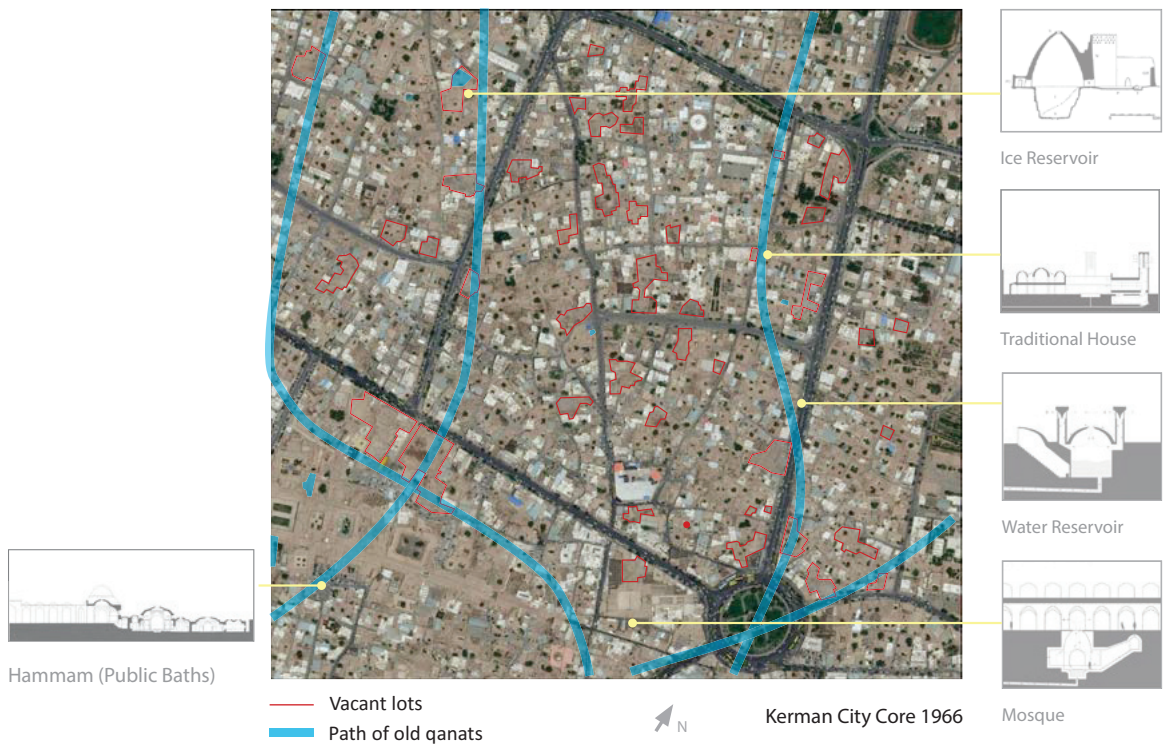 Ice Reservoir
Traditional House
Water Reservoir
Hammam (Public Baths)
Mosque
Vacant lots
Path of old qanats
N
Kerman City Core 1966